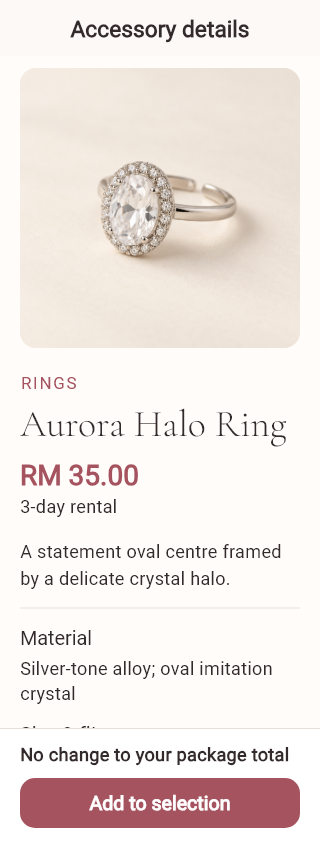 Accessory details
RINGS
Aurora Halo Ring
RM 35.00
3-day rental
A statement oval centre framed
by a delicate crystal halo.
Material
Silver-tone alloy; oval imitation
crystal
No change to your package total
Add to selection